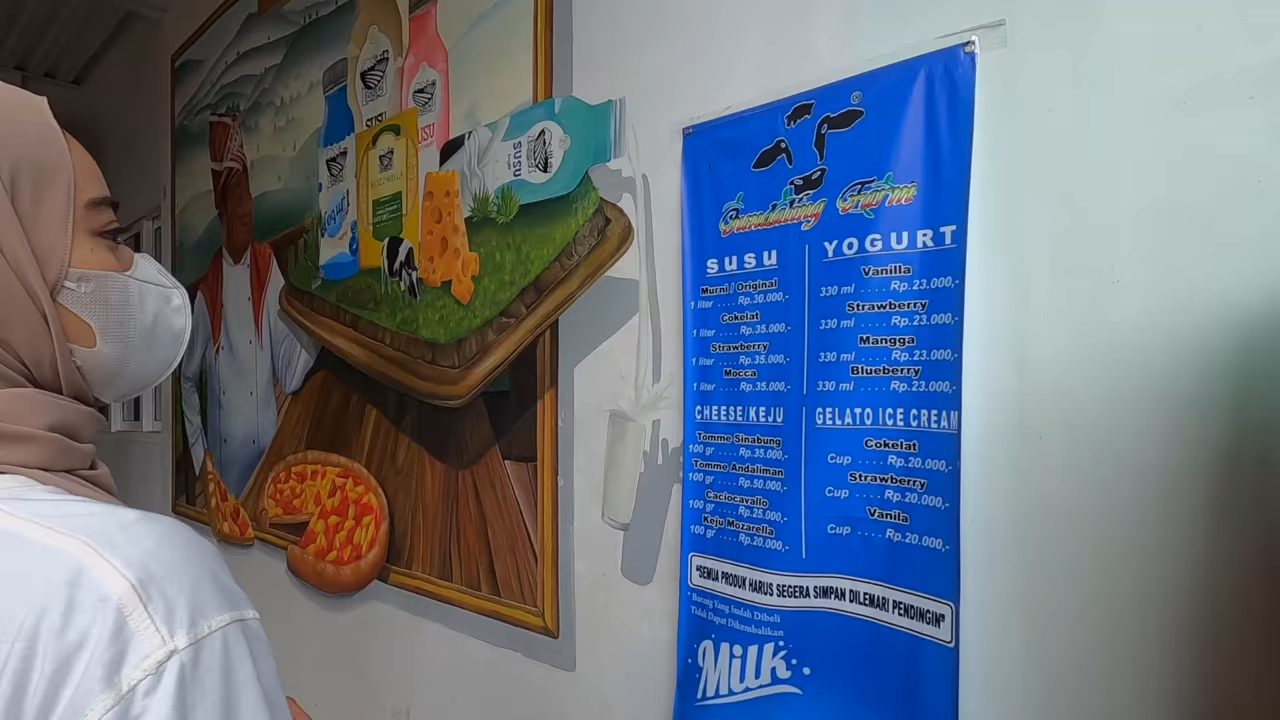 SUSU
SUSU
Yogurt
MOZZARELLA
SUSU
®
Gundaling Farm
SUSU
Murni / Original
1 liter .... Rp.30.000,-
Cokelat
1 liter .... Rp.35.000,-
Strawberry
1 liter .... Rp.35.000,-
Mocca
1 liter .... Rp.35.000,-
YOGURT
Vanilla
330 ml .... Rp.23.000,-
Strawberry
330 ml .... Rp.23.000,-
Mangga
330 ml .... Rp.23.000,-
Blueberry
330 ml .... Rp.23.000,-
CHEESE/KEJU
Tomme Sinabung
100 gr .... Rp.35.000,-
Tomme Andaliman
100 gr .... Rp.50.000,-
Caciocavallo
100 gr .... Rp.25.000,-
Keju Mozarella
100 gr .... Rp.20.000,-
GELATO ICE CREAM
Cokelat
Cup .... Rp.20.000,-
Strawberry
Cup .... Rp.20.000,-
Vanila
Cup .... Rp.20.000,-
"SEMUA PRODUK HARUS SEGERA SIMPAN DILEMARI PENDINGIN"
* Barang Yang Sudah Dibeli
Tidak Dapat Dikembalikan
Milk